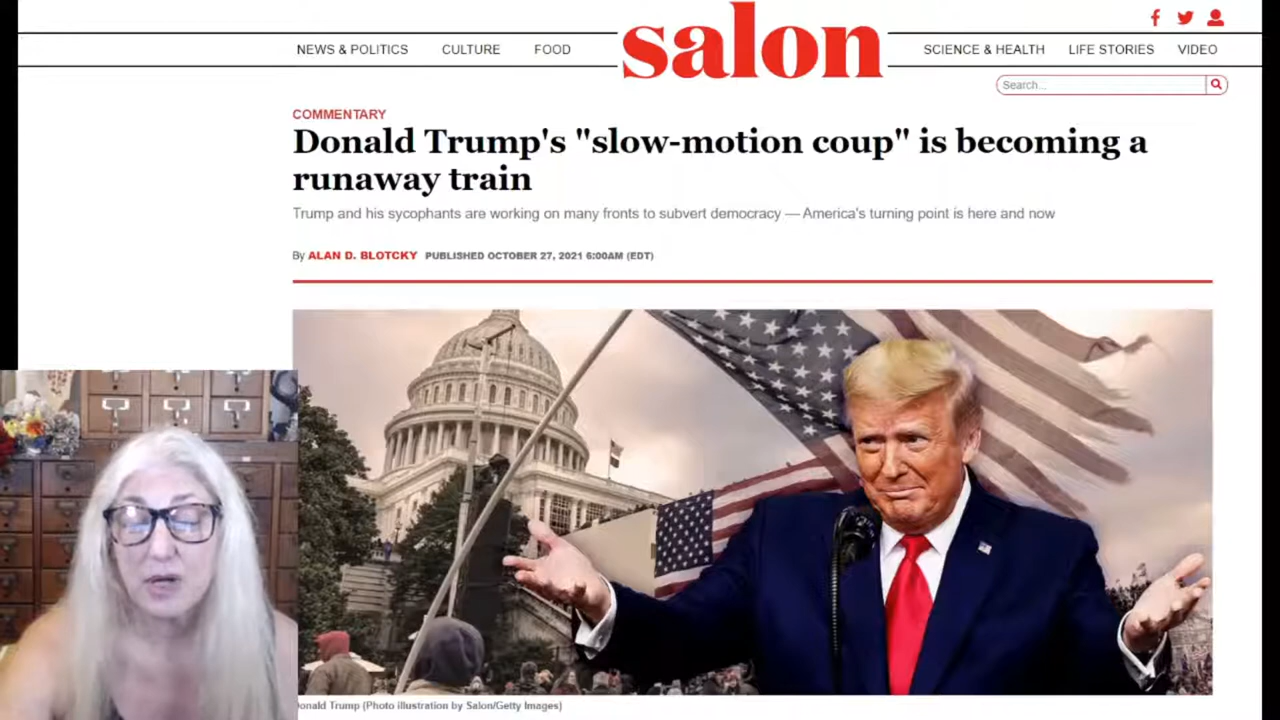 NEWS & POLITICS CULTURE FOOD salon SCIENCE & HEALTH LIFE STORIES VIDEO
Search...
COMMENTARY
Donald Trump's "slow-motion coup" is becoming a
runaway train
Trump and his sycophants are working on many fronts to subvert democracy — America's turning point is here and now
By ALAN D. BLOTCKY PUBLISHED OCTOBER 27, 2021 6:00AM (EDT)
onald Trump (Photo illustration by Salon/Getty Images)